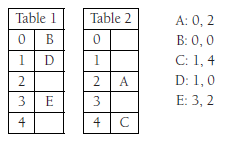 Table 1
0 B
1 D
2
3 E
4
Table 2
0
1
2 A
3
4 C
A: 0, 2
B: 0, 0
C: 1, 4
D: 1, 0
E: 3, 2